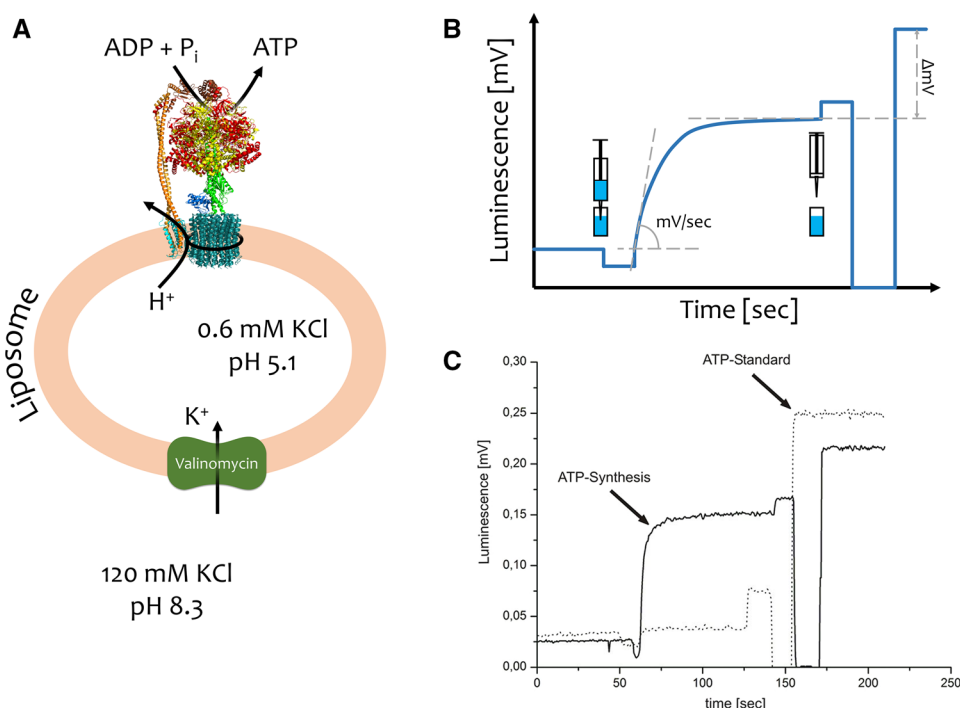 A
ADP + Pi
ATP
H⁺
0.6 mM KCl
pH 5.1
Liposome
K⁺
Valinomycin
120 mM KCl
pH 8.3
B
Luminescence [mV]
ΔmV
mV/sec
Time [sec]
C
0,30
0,25
0,20
0,15
0,10
0,05
0,00
Luminescence [mV]
ATP-Standard
ATP-Synthesis
0
50
100
150
200
250
time [sec]